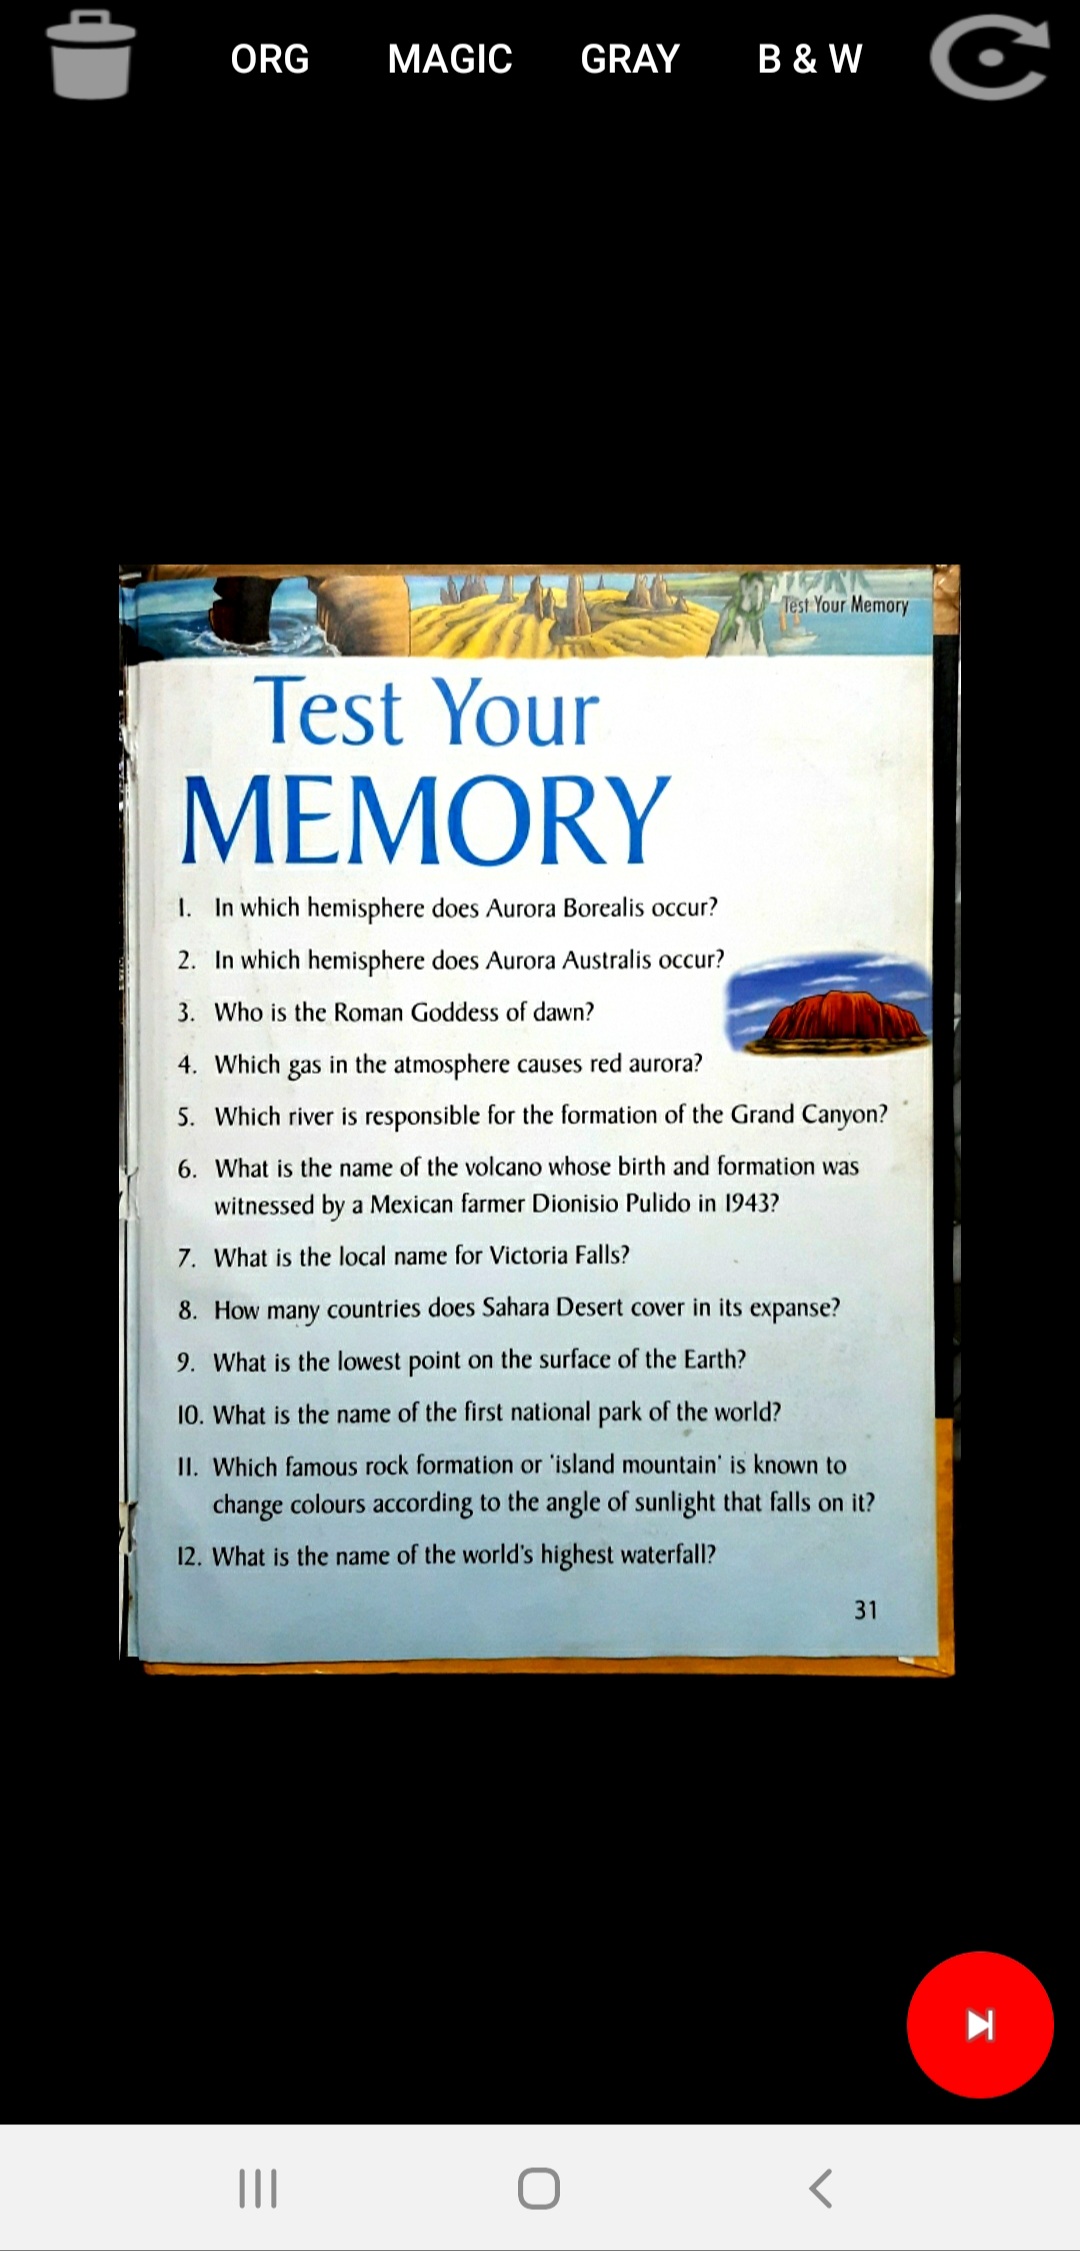 ORG MAGIC GRAY B & W
Test Your Memory
Test Your
MEMORY
1. In which hemisphere does Aurora Borealis occur?
2. In which hemisphere does Aurora Australis occur?
3. Who is the Roman Goddess of dawn?
4. Which gas in the atmosphere causes red aurora?
5. Which river is responsible for the formation of the Grand Canyon?
6. What is the name of the volcano whose birth and formation was
witnessed by a Mexican farmer Dionisio Pulido in 1943?
7. What is the local name for Victoria Falls?
8. How many countries does Sahara Desert cover in its expanse?
9. What is the lowest point on the surface of the Earth?
10. What is the name of the first national park of the world?
11. Which famous rock formation or 'island mountain' is known to
change colours according to the angle of sunlight that falls on it?
12. What is the name of the world's highest waterfall?
31